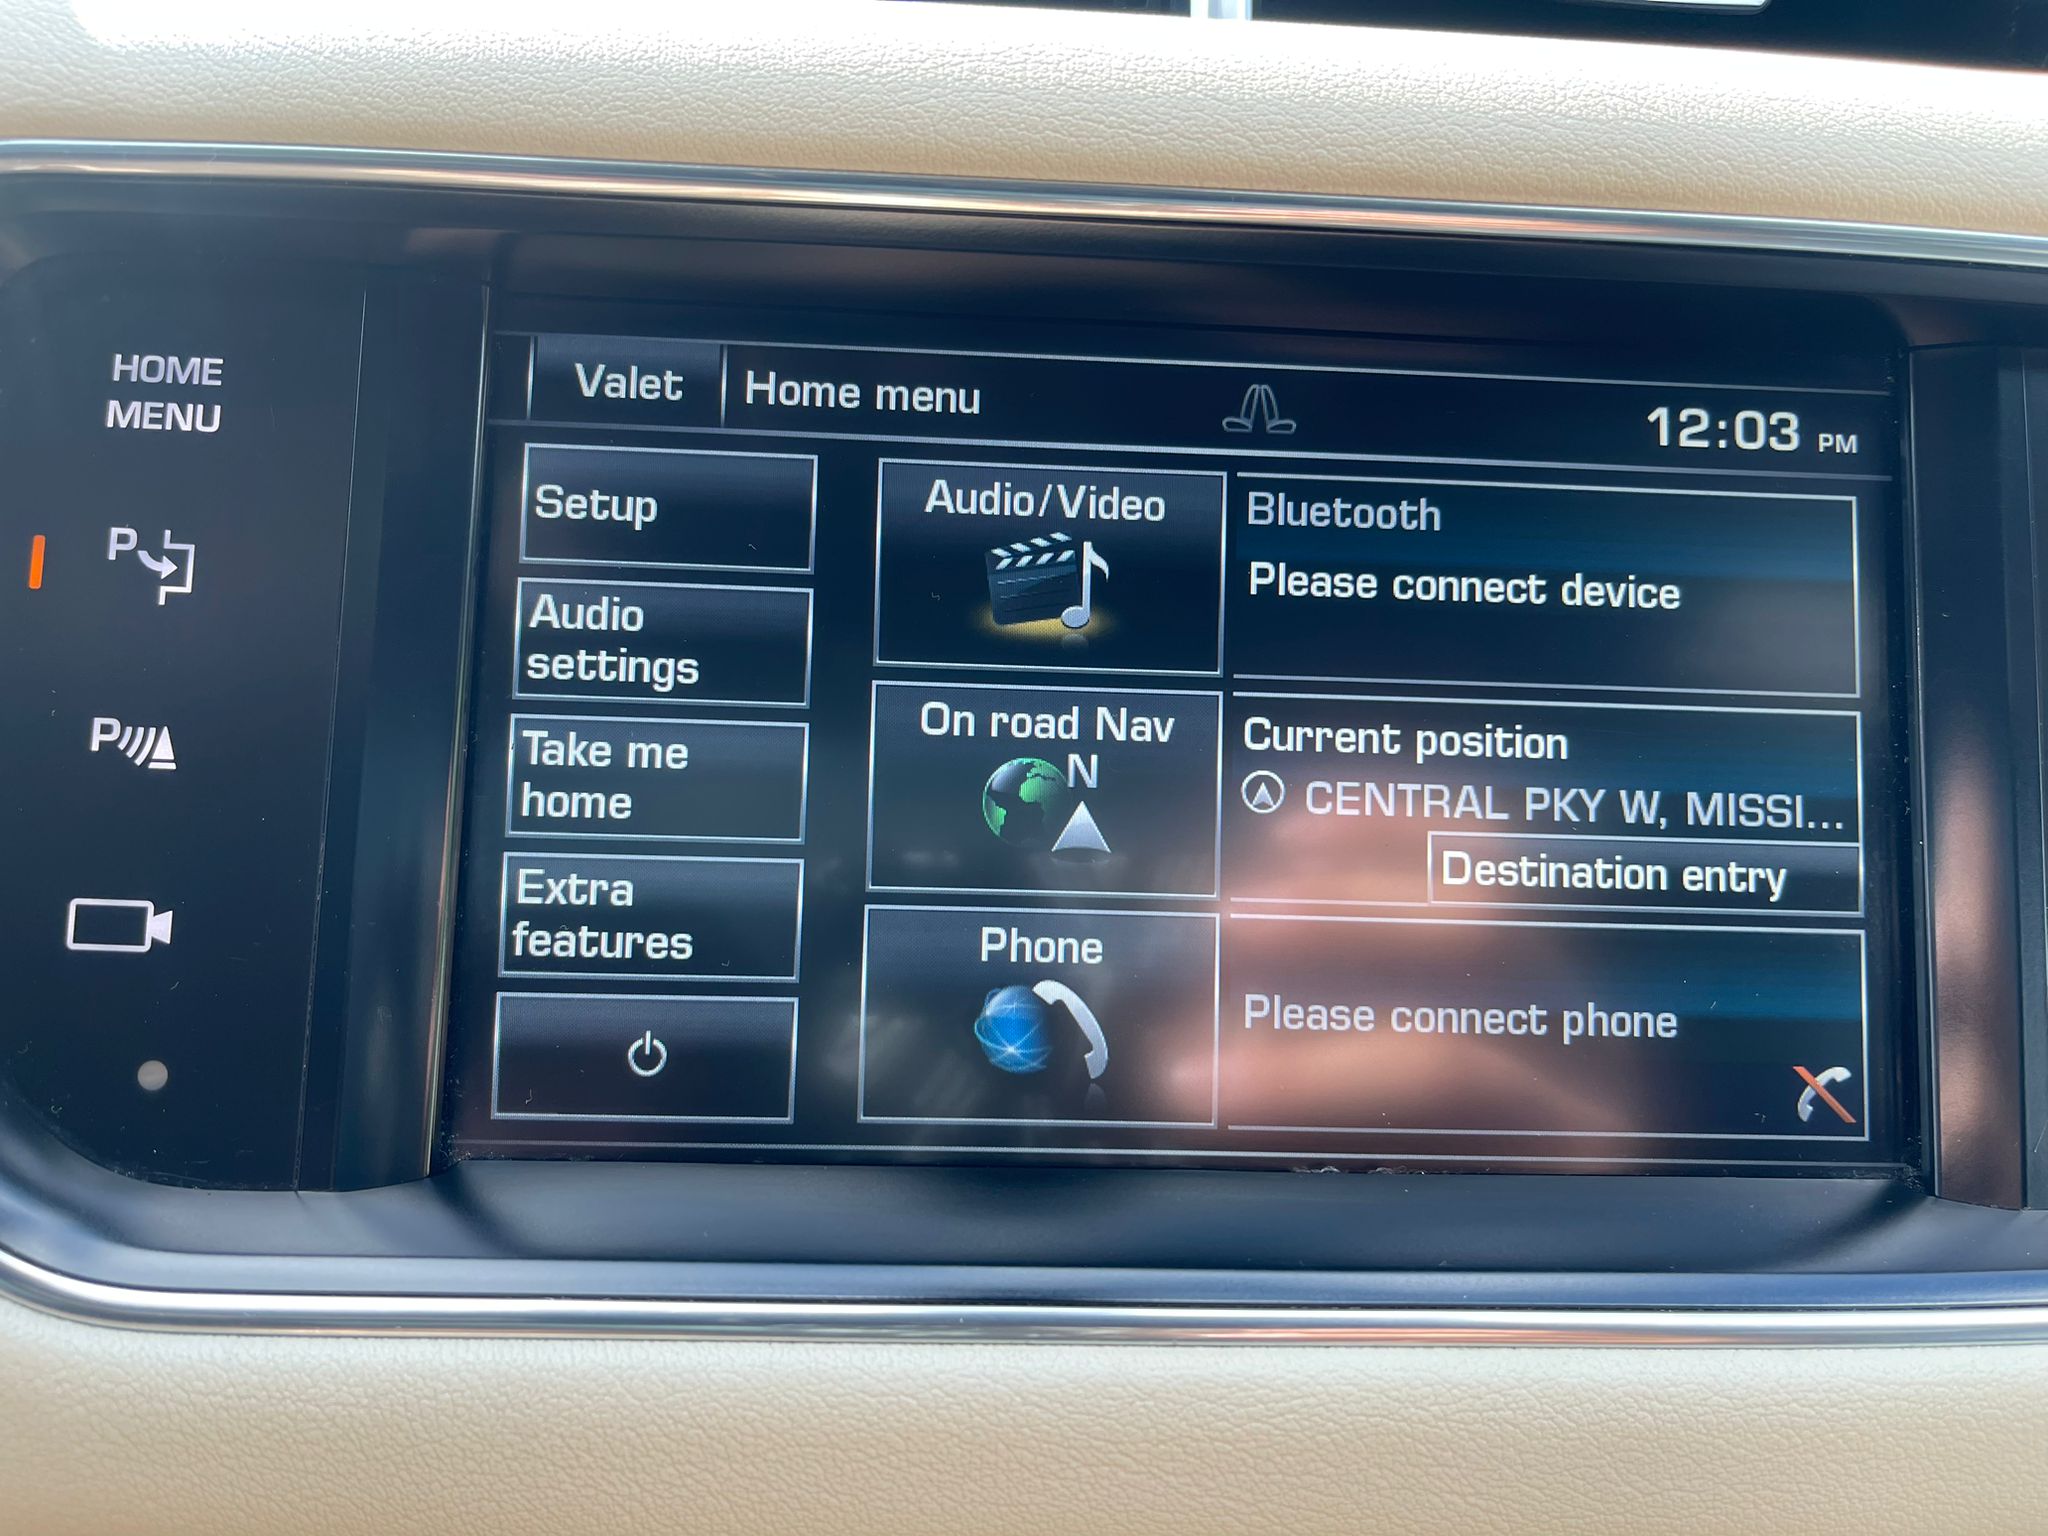 HOME
MENU
P
P
Valet
Home menu
12:03 PM
Setup
Audio
settings
Take me
home
Extra
features
Audio/Video
Bluetooth
Please connect device
On road Nav
N
Current position
CENTRAL PKY W, MISSI...
Destination entry
Phone
Please connect phone